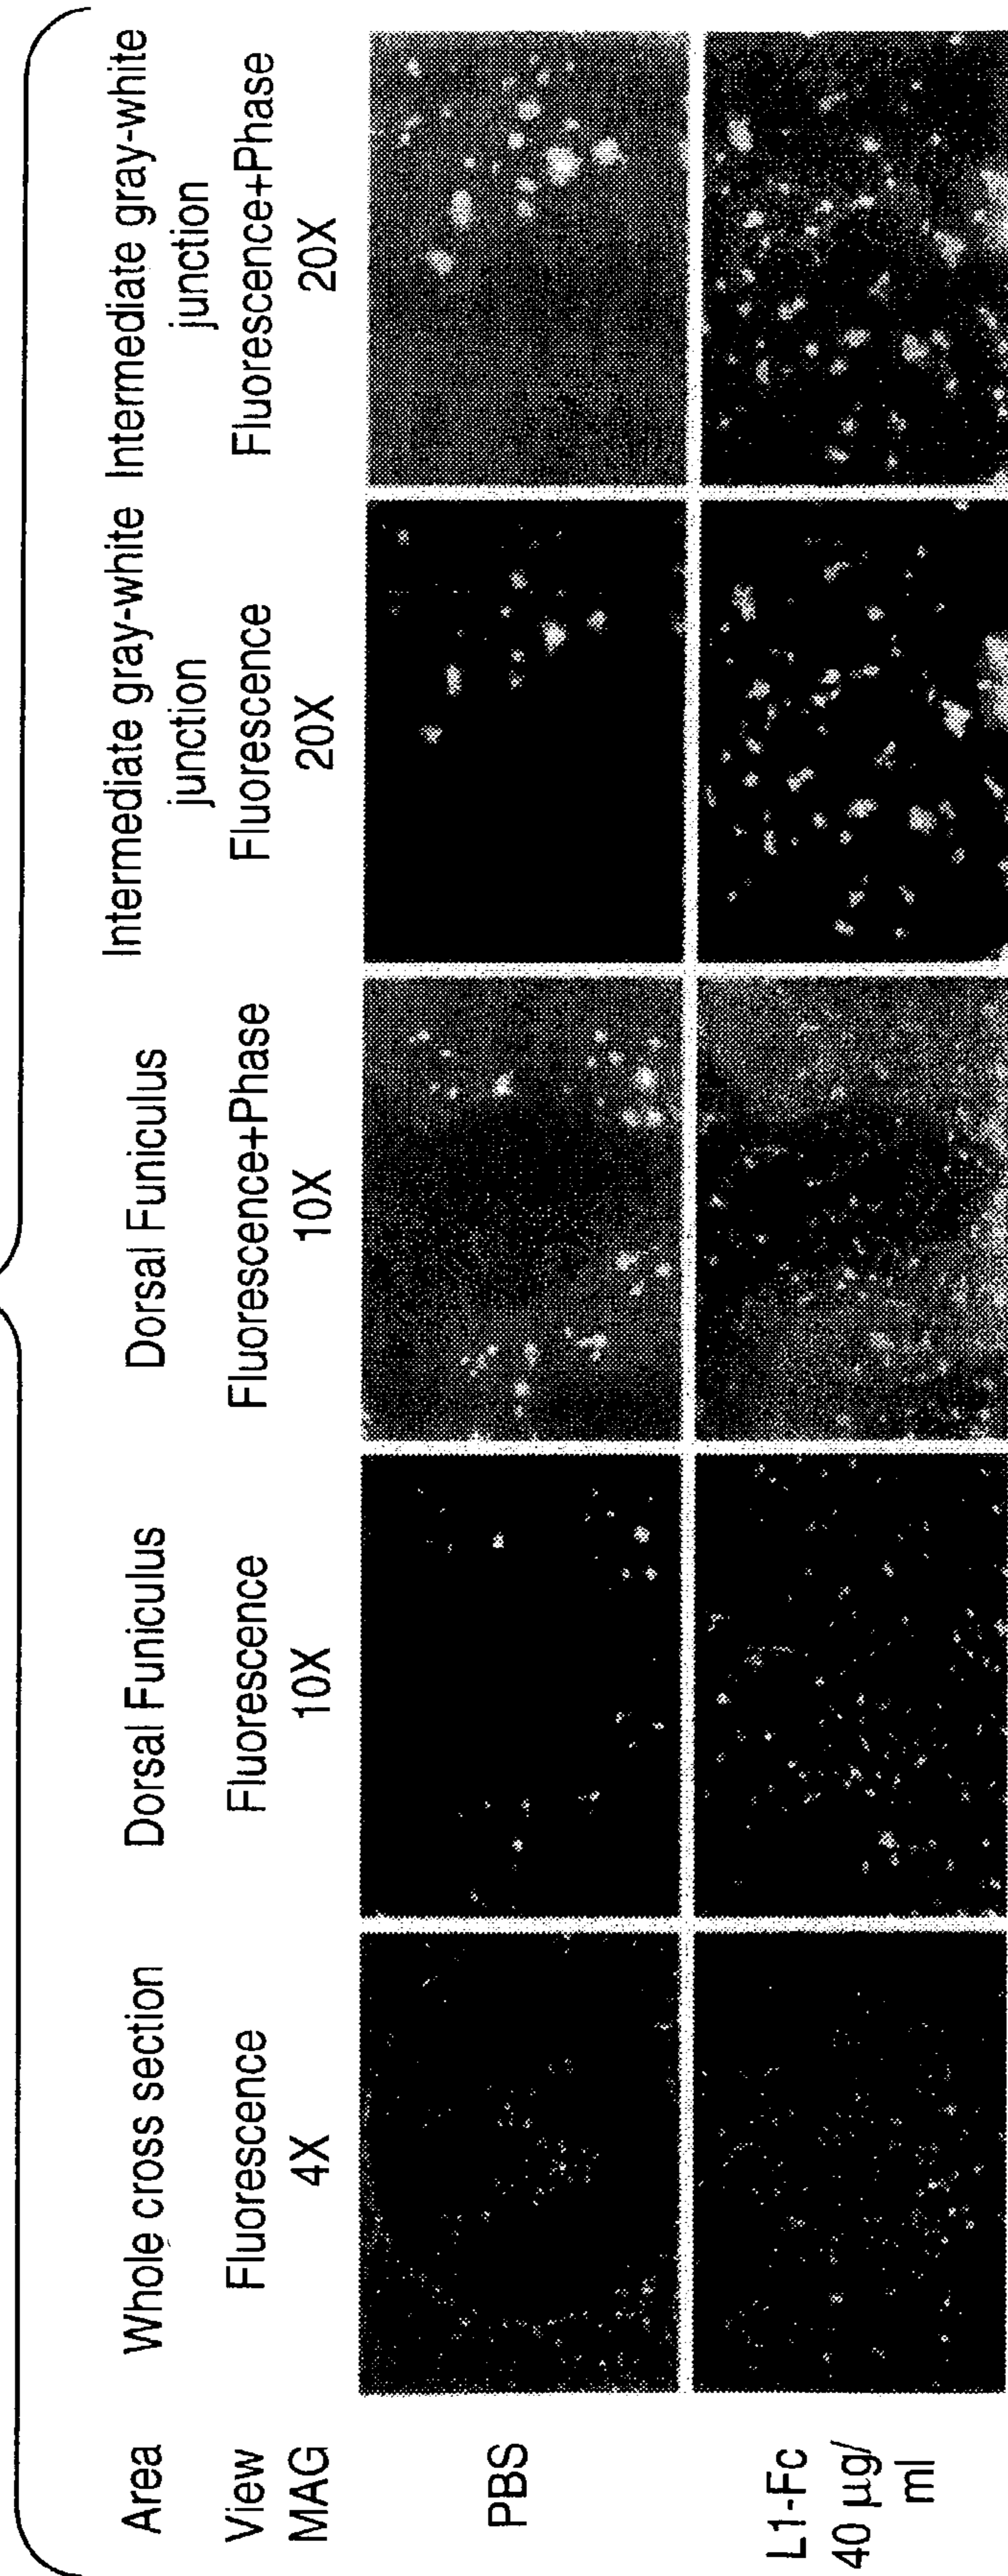 Area
Whole cross section
Dorsal Funiculus
Dorsal Funiculus
Intermediate gray-white
junction
Intermediate gray-white
junction
View
Fluorescence
Fluorescence
Fluorescence+Phase
Fluorescence
Fluorescence+Phase
MAG
4X
10X
10X
20X
20X
PBS
L1-Fc
40 μg/
ml